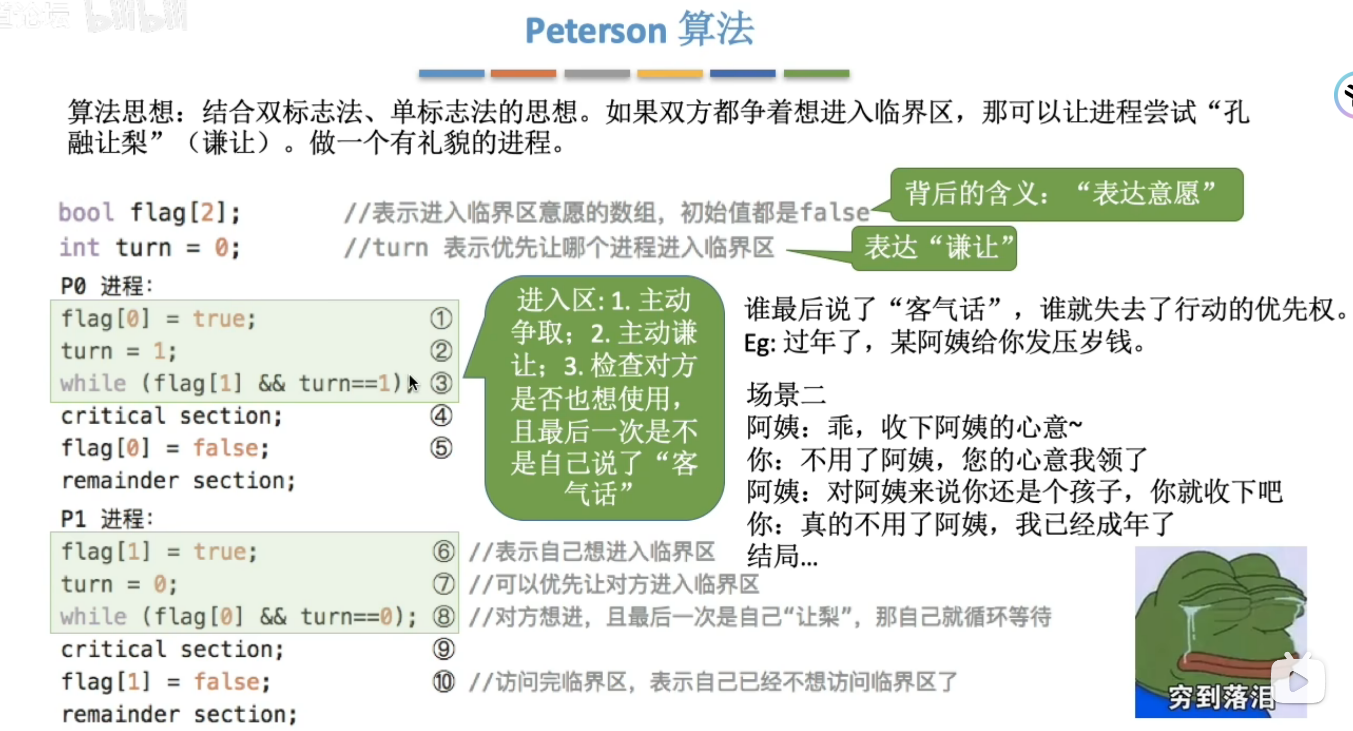 bilibili
Peterson 算法
算法思想：结合双标志法、单标志法的思想。如果双方都争着想进入临界区，那可以让进程尝试“孔
融让梨”（谦让）。做一个有礼貌的进程。
bool flag[2]; //表示进入临界区意愿的数组，初始值都是false
背后的含义：“表达意愿”
int turn = 0; //turn 表示优先让哪个进程进入临界区
表达“谦让”
P0 进程：
flag[0] = true; ①
turn = 1; ②
while (flag[1] && turn==1); ③
critical section; ④
flag[0] = false; ⑤
remainder section;
进入区: 1. 主动
争取；2. 主动谦
让；3. 检查对方
是否也想使用，
且最后一次是不
是自己说了“客
气话”
谁最后说了“客气话”，谁就失去了行动的优先权。
Eg: 过年了，某阿姨给你发压岁钱。
场景二
阿姨：乖，收下阿姨的心意~
你：不用了阿姨，您的心意我领了
阿姨：对阿姨来说你还是个孩子，你就收下吧
你：真的不用了阿姨，我已经成年了
结局...
P1 进程：
flag[1] = true; ⑥ //表示自己想进入临界区
turn = 0; ⑦ //可以优先让对方进入临界区
while (flag[0] && turn==0); ⑧ //对方想进，且最后一次是自己“让梨”，那自己就循环等待
critical section; ⑨
flag[1] = false; ⑩ //访问完临界区，表示自己已经不想访问临界区了
remainder section;
穷到落泪